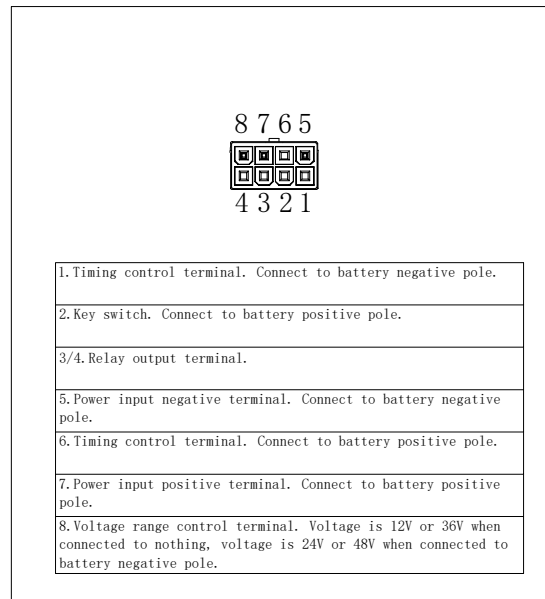 8 7 6 5
4 3 2 1
1.Timing control terminal. Connect to battery negative pole.
2.Key switch. Connect to battery positive pole.
3/4.Relay output terminal.
5.Power input negative terminal. Connect to battery negative
pole.
6.Timing control terminal. Connect to battery positive pole.
7.Power input positive terminal. Connect to battery positive
pole.
8.Voltage range control terminal. Voltage is 12V or 36V when
connected to nothing, voltage is 24V or 48V when connected to
battery negative pole.